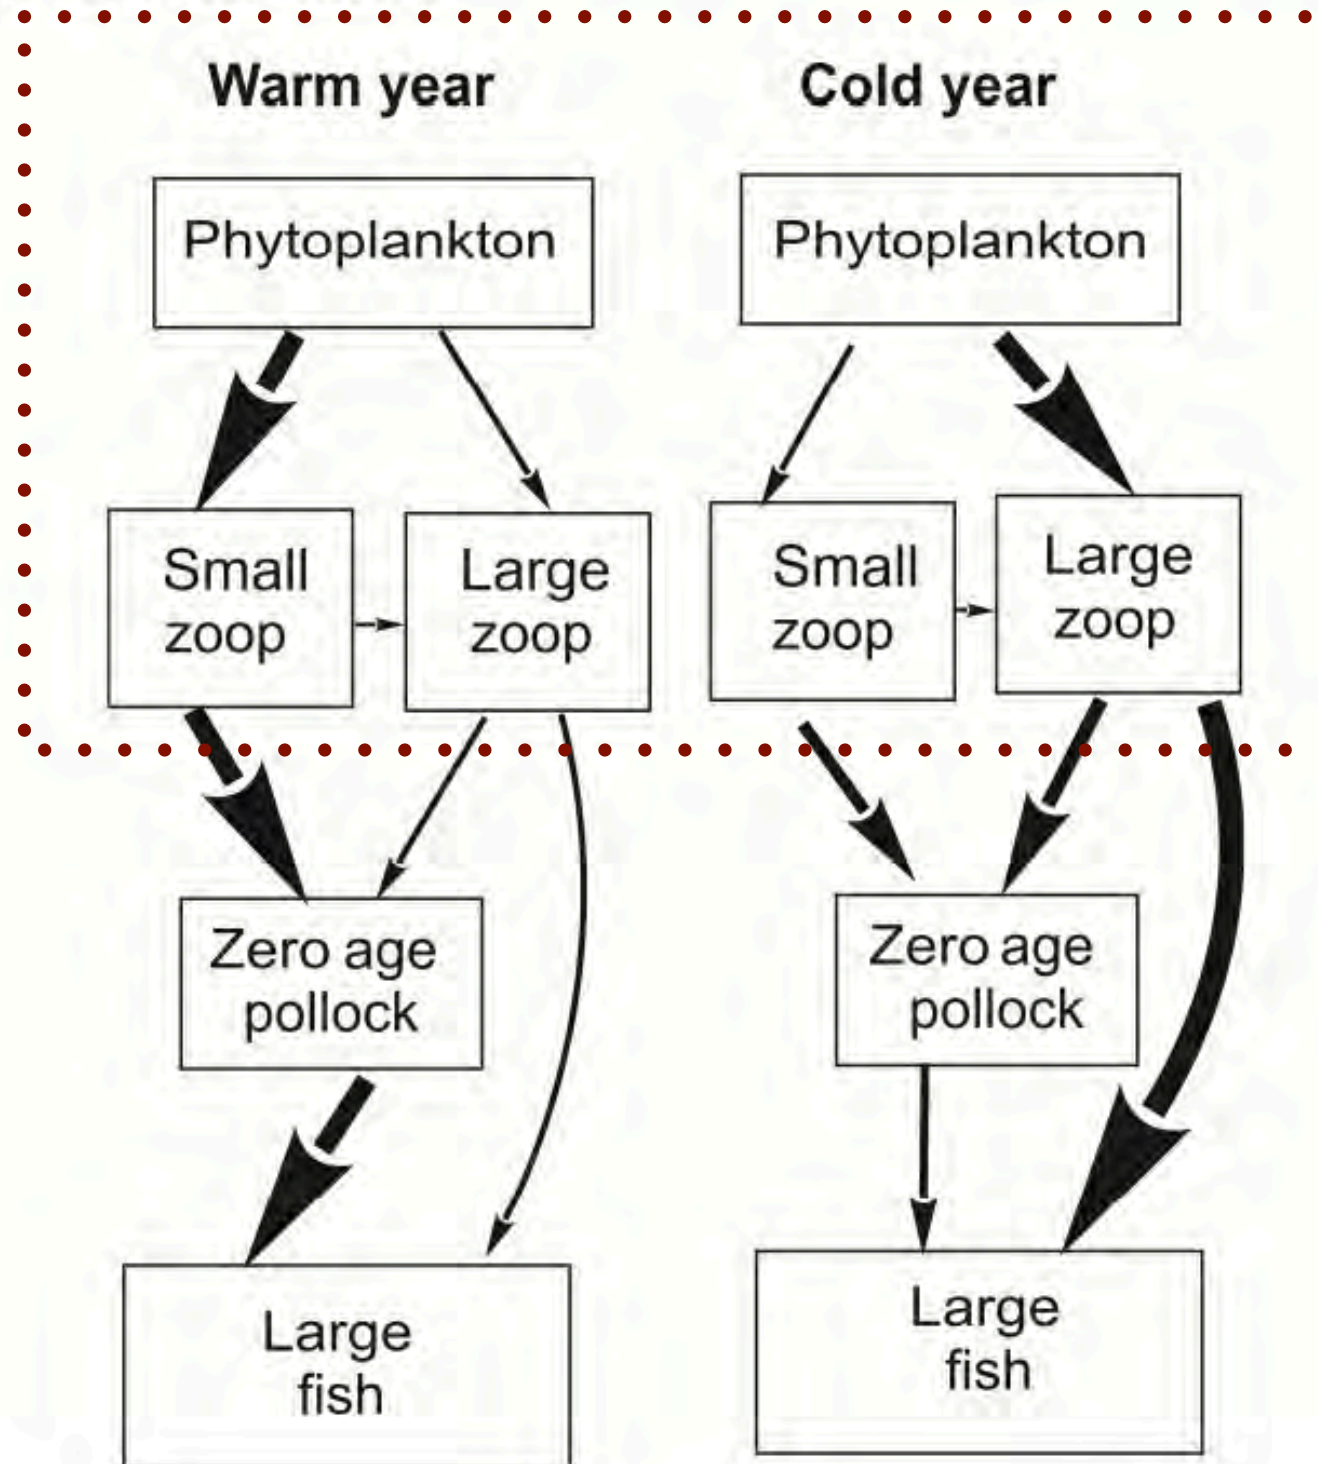 Warm year
Phytoplankton
Small
zoop
Large
zoop
Zero age
pollock
Large
fish
Cold year
Phytoplankton
Small
zoop
Large
zoop
Zero age
pollock
Large
fish